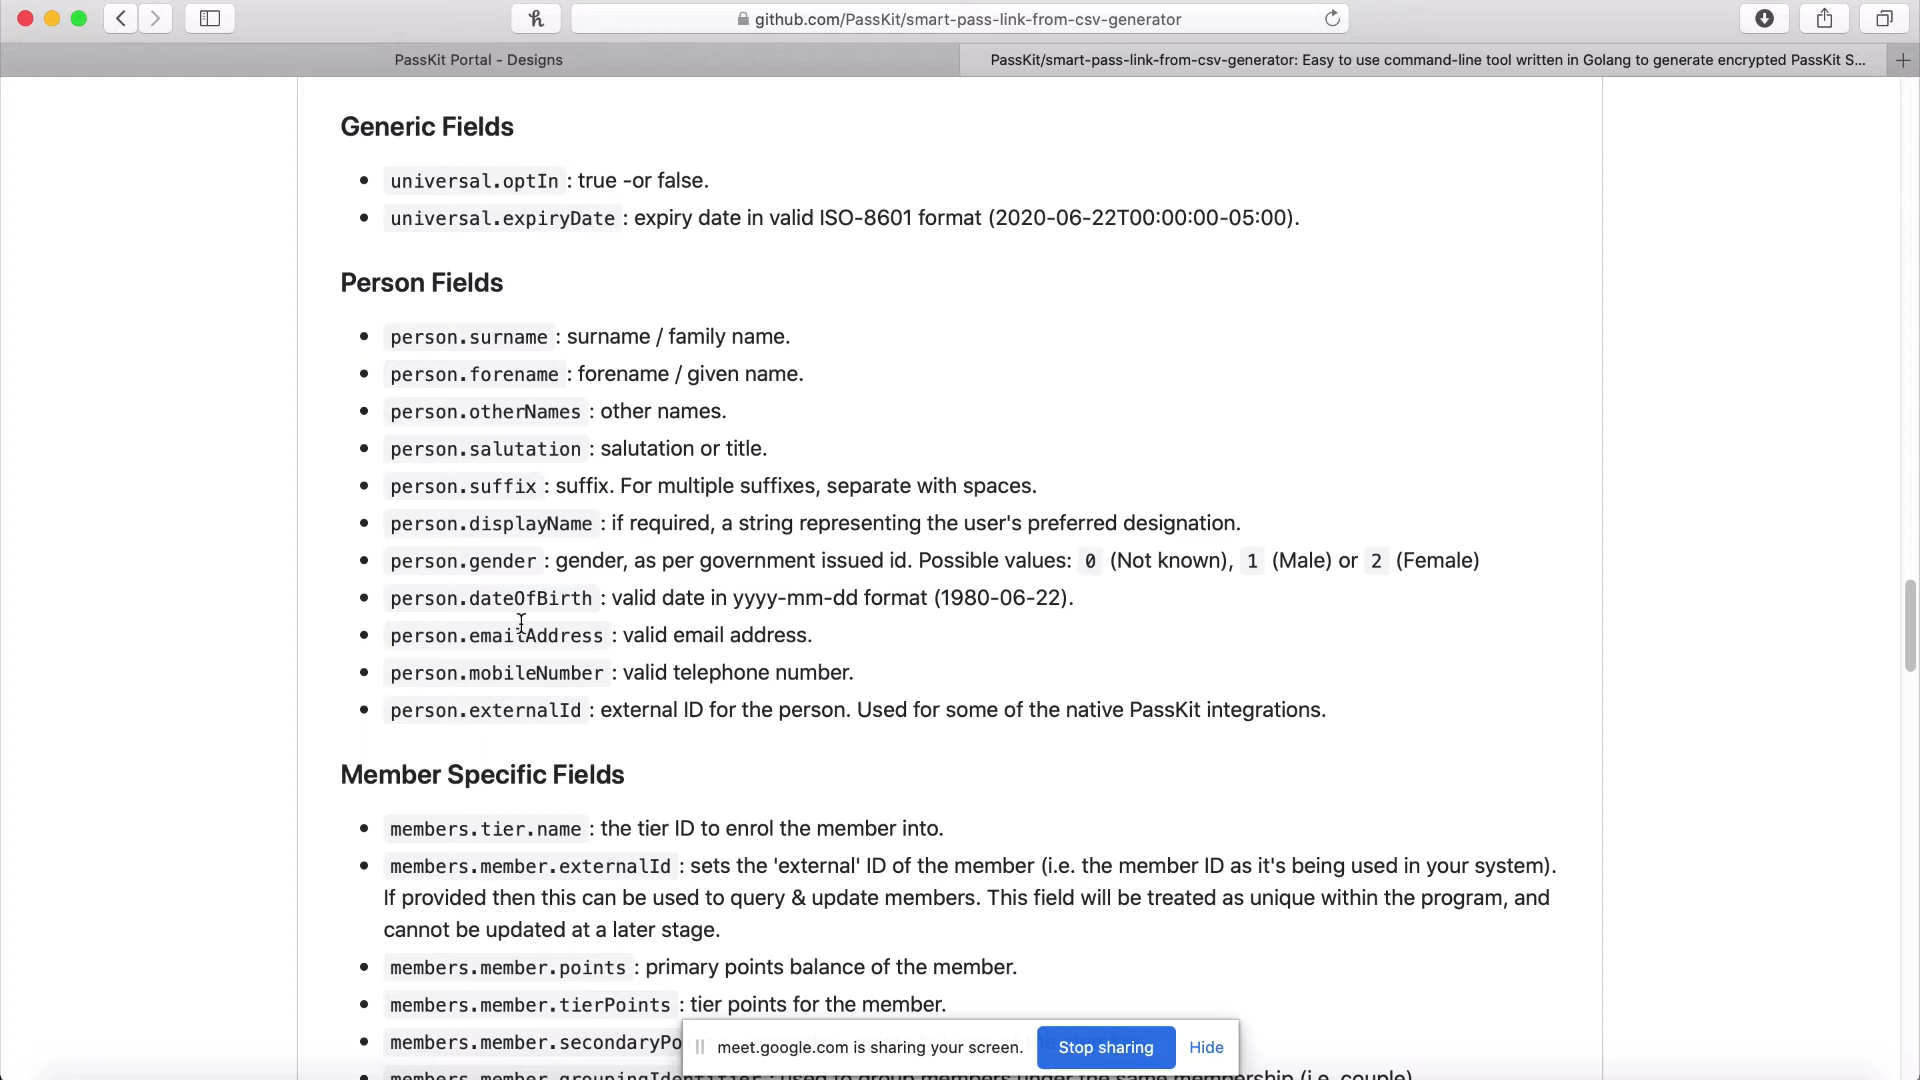 github.com/PassKit/smart-pass-link-from-csv-generator
PassKit Portal - Designs
PassKit/smart-pass-link-from-csv-generator: Easy to use command-line tool written in Golang to generate encrypted PassKit S...
Generic Fields
universal.optIn : true -or false.
universal.expiryDate : expiry date in valid ISO-8601 format (2020-06-22T00:00:00-05:00).
Person Fields
person.surname : surname / family name.
person.forename : forename / given name.
person.otherNames : other names.
person.salutation : salutation or title.
person.suffix : suffix. For multiple suffixes, separate with spaces.
person.displayName : if required, a string representing the user's preferred designation.
person.gender : gender, as per government issued id. Possible values: 0 (Not known), 1 (Male) or 2 (Female)
person.dateOfBirth : valid date in yyyy-mm-dd format (1980-06-22).
person.emailAddress : valid email address.
person.mobileNumber : valid telephone number.
person.externalId : external ID for the person. Used for some of the native PassKit integrations.
Member Specific Fields
members.tier.name : the tier ID to enrol the member into.
members.member.externalId : sets the 'external' ID of the member (i.e. the member ID as it's being used in your system).
If provided then this can be used to query & update members. This field will be treated as unique within the program, and
cannot be updated at a later stage.
members.member.points : primary points balance of the member.
members.member.tierPoints : tier points for the member.
members.member.secondaryPo
meet.google.com is sharing your screen. Stop sharing Hide
members.member.groupingIdentifier : used to group members under the same membership (i.e. couple)